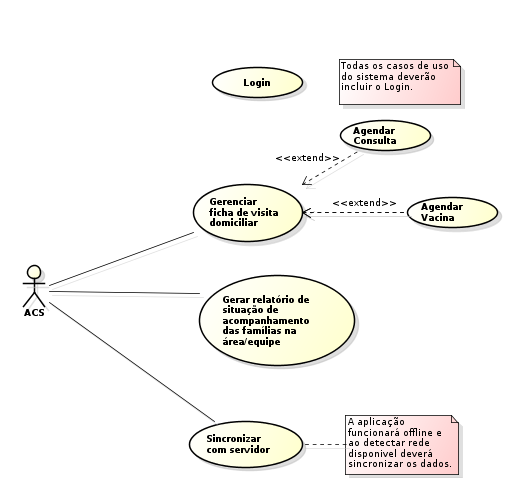 Login
Todas os casos de uso
do sistema deverão
incluir o Login.
Agendar
Consulta
<<extend>>
Gerenciar
ficha de visita
domiciliar
<<extend>>
Agendar
Vacina
ACS
Gerar relatório de
situação de
acompanhamento
das famílias na
área/equipe
Sincronizar
com servidor
A aplicação
funcionará offline e
ao detectar rede
disponivel deverá
sincronizar os dados.